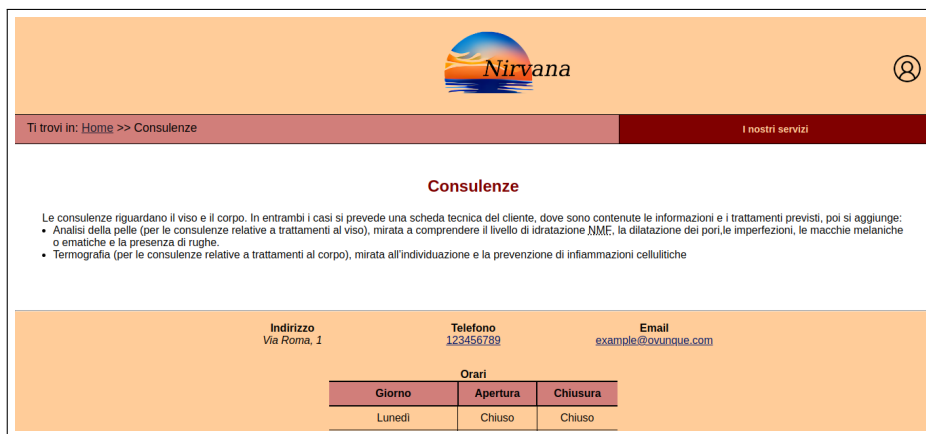 Nirvana
Ti trovi in: Home >> Consulenze
I nostri servizi
Consulenze
Le consulenze riguardano il viso e il corpo. In entrambi i casi si prevede una scheda tecnica del cliente, dove sono contenute le informazioni e i trattamenti previsti, poi si aggiunge:
• Analisi della pelle (per le consulenze relative a trattamenti al viso), mirata a comprendere il livello di idratazione NMF, la dilatazione dei pori,le imperfezioni, le macchie melaniche
o ematiche e la presenza di rughe.
• Termografia (per le consulenze relative a trattamenti al corpo), mirata all'individuazione e la prevenzione di infiammazioni cellulitiche
Indirizzo Telefono Email
Via Roma, 1 123456789 example@ovunque.com
Orari
Giorno Apertura Chiusura
Lunedì Chiuso Chiuso